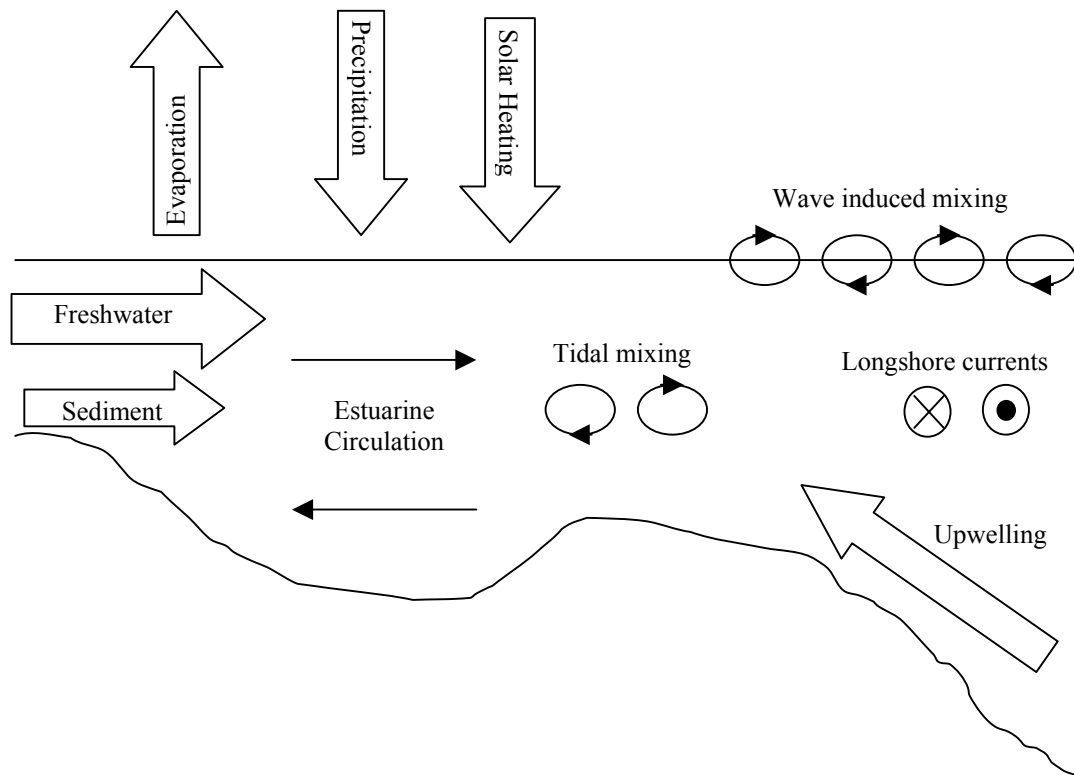 Evaporation
Precipitation
Solar Heating
Wave induced mixing
Freshwater
Tidal mixing
Longshore currents
Sediment
Estuarine
Circulation
Upwelling